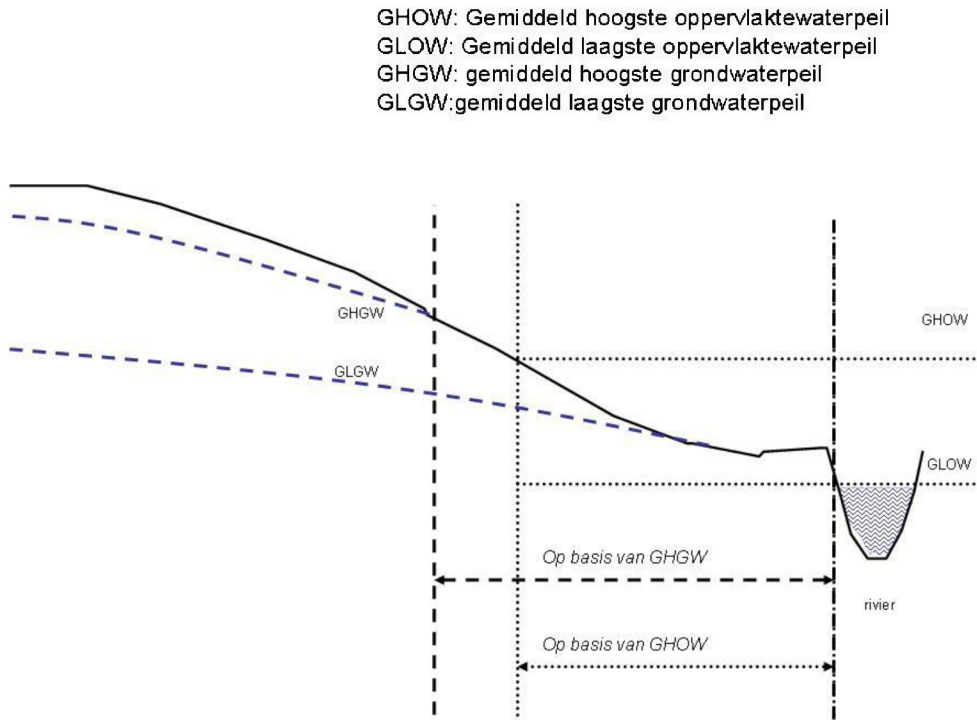 GHOW: Gemiddeld hoogste oppervlaktewaterpeil
GLOW: Gemiddeld laagste oppervlaktewaterpeil
GHGW: gemiddeld hoogste grondwaterpeil
GLGW:gemiddeld laagste grondwaterpeil
GHGW
GHOW
GLGW
GLOW
Op basis van GHGW
rivier
Op basis van GHOW